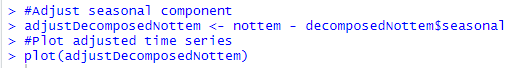 > #Adjust seasonal component
> adjustDecomposedNottem <- nottem - decomposedNottem$seasonal
> #Plot adjusted time series
> plot(adjustDecomposedNottem)